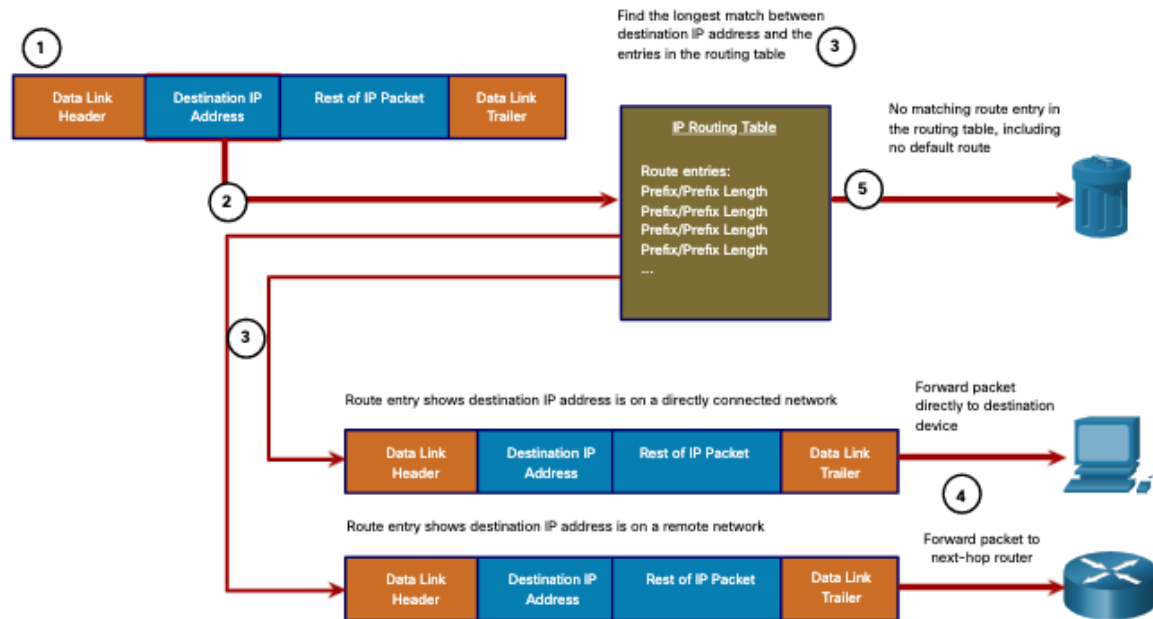 1
Find the longest match between
destination IP address and the
entries in the routing table
3
Data Link
Header
Destination IP
Address
Rest of IP Packet
Data Link
Trailer
2
IP Routing Table
Route entries:
Prefix/Prefix Length
Prefix/Prefix Length
Prefix/Prefix Length
Prefix/Prefix Length
...
No matching route entry in
the routing table, including
no default route
5
3
Route entry shows destination IP address is on a directly connected network
Data Link
Header
Destination IP
Address
Rest of IP Packet
Data Link
Trailer
Forward packet
directly to destination
device
4
Route entry shows destination IP address is on a remote network
Data Link
Header
Destination IP
Address
Rest of IP Packet
Data Link
Trailer
Forward packet to
next-hop router